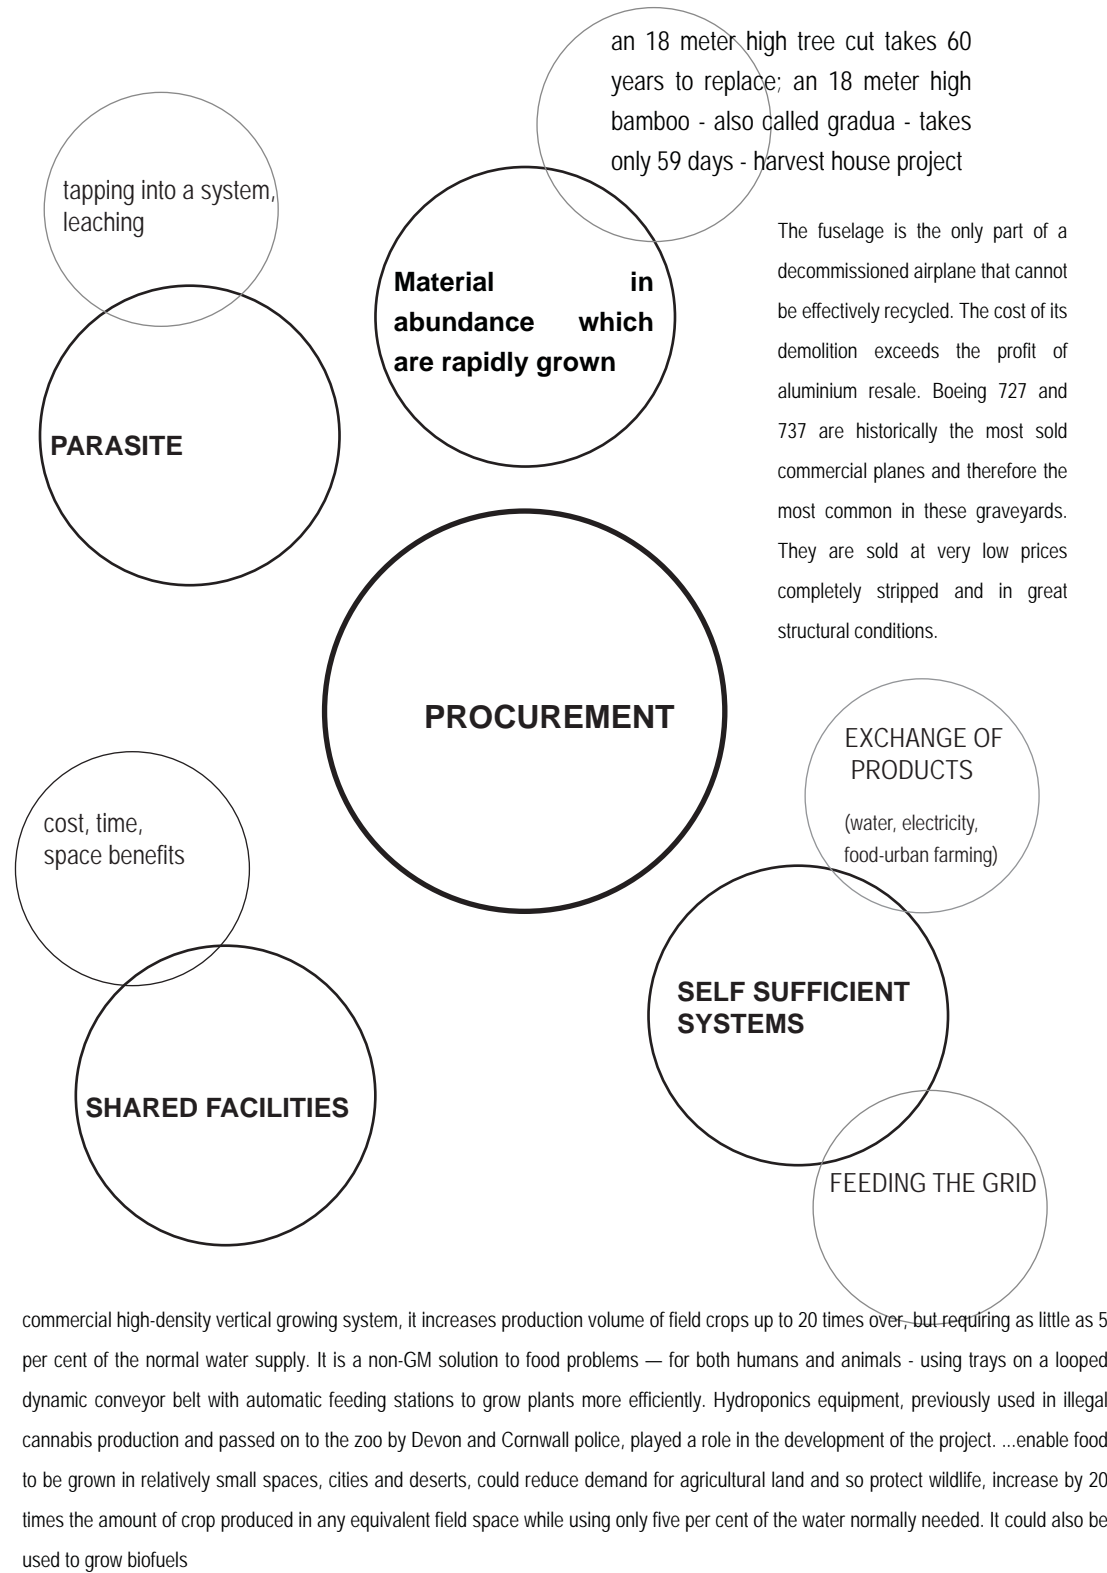 an 18 meter high tree cut takes 60
years to replace; an 18 meter high
bamboo - also called gradua - takes
only 59 days - harvest house project
tapping into a system,
leaching
The fuselage is the only part of a
decommissioned airplane that cannot
be effectively recycled. The cost of its
demolition exceeds the profit of
aluminium resale. Boeing 727 and
737 are historically the most sold
commercial planes and therefore the
most common in these graveyards.
They are sold at very low prices
completely stripped and in great
structural conditions.
Material in
abundance which
are rapidly grown
PARASITE
PROCUREMENT
EXCHANGE OF
PRODUCTS
(water, electricity,
food-urban farming)
cost, time,
space benefits
SELF SUFFICIENT
SYSTEMS
SHARED FACILITIES
FEEDING THE GRID
commercial high-density vertical growing system, it increases production volume of field crops up to 20 times over, but requiring as little as 5
per cent of the normal water supply. It is a non-GM solution to food problems — for both humans and animals - using trays on a looped
dynamic conveyor belt with automatic feeding stations to grow plants more efficiently. Hydroponics equipment, previously used in illegal
cannabis production and passed on to the zoo by Devon and Cornwall police, played a role in the development of the project. ...enable food
to be grown in relatively small spaces, cities and deserts, could reduce demand for agricultural land and so protect wildlife, increase by 20
times the amount of crop produced in any equivalent field space while using only five per cent of the water normally needed. It could also be
used to grow biofuels